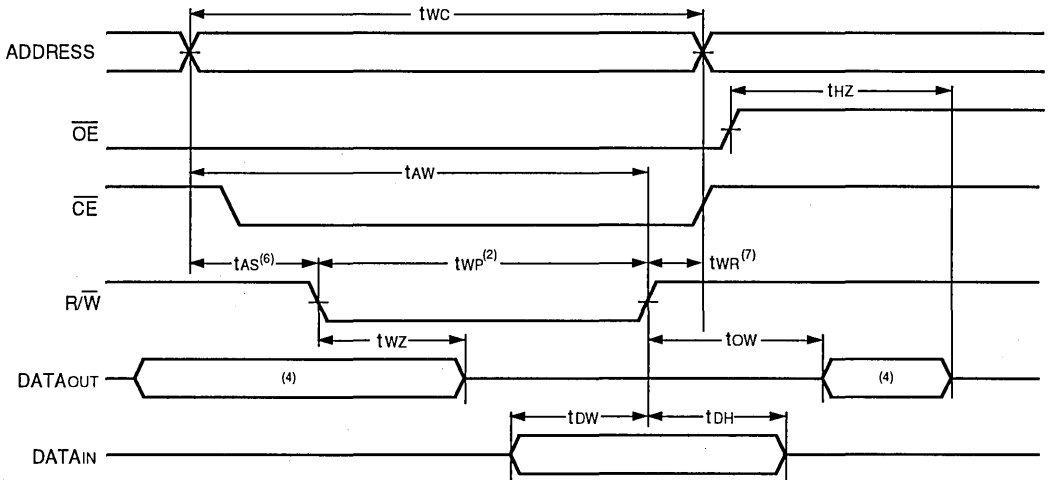 tWC
ADDRESS
tHZ
OE
tAW
CE
tAS(6)
tWP(2)
tWR(7)
R/W
tWZ
tOW
DATAOUT
(4)
(4)
tDW
tDH
DATAIN